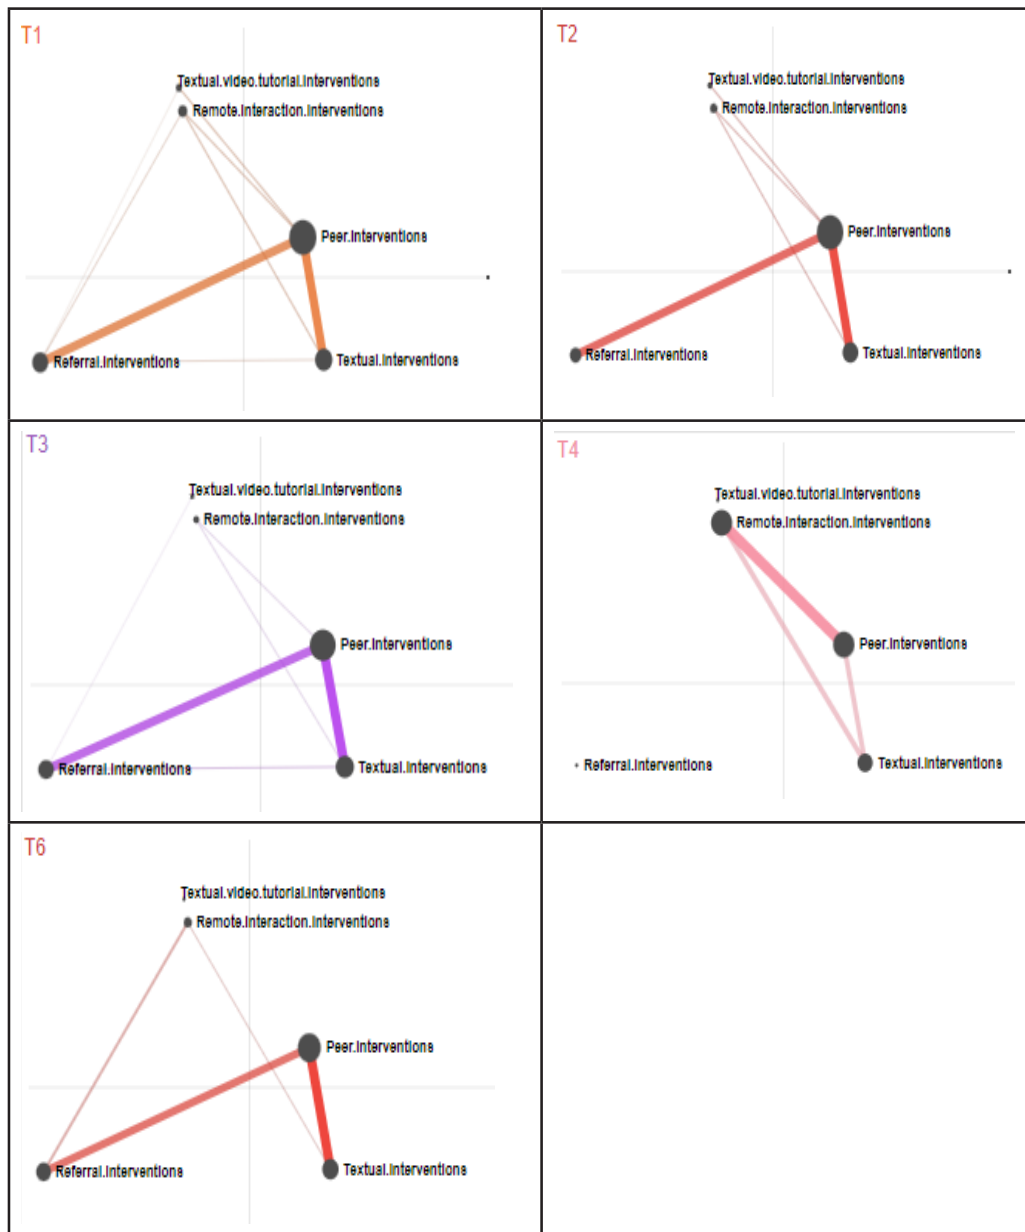 T1
Textual.video.tutorial.Interventions
Remote.Interaction.Interventions
Peer.Interventions
Referral.Interventions
Textual.Interventions
T2
Textual.video.tutorial.Interventions
Remote.Interaction.Interventions
Peer.Interventions
Referral.Interventions
Textual.Interventions
T3
Textual.video.tutorial.Interventions
Remote.Interaction.Interventions
Peer.Interventions
Referral.Interventions
Textual.Interventions
T4
Textual.video.tutorial.Interventions
Remote.Interaction.Interventions
Peer.Interventions
Referral.Interventions
Textual.Interventions
T6
Textual.video.tutorial.Interventions
Remote.Interaction.Interventions
Peer.Interventions
Referral.Interventions
Textual.Interventions